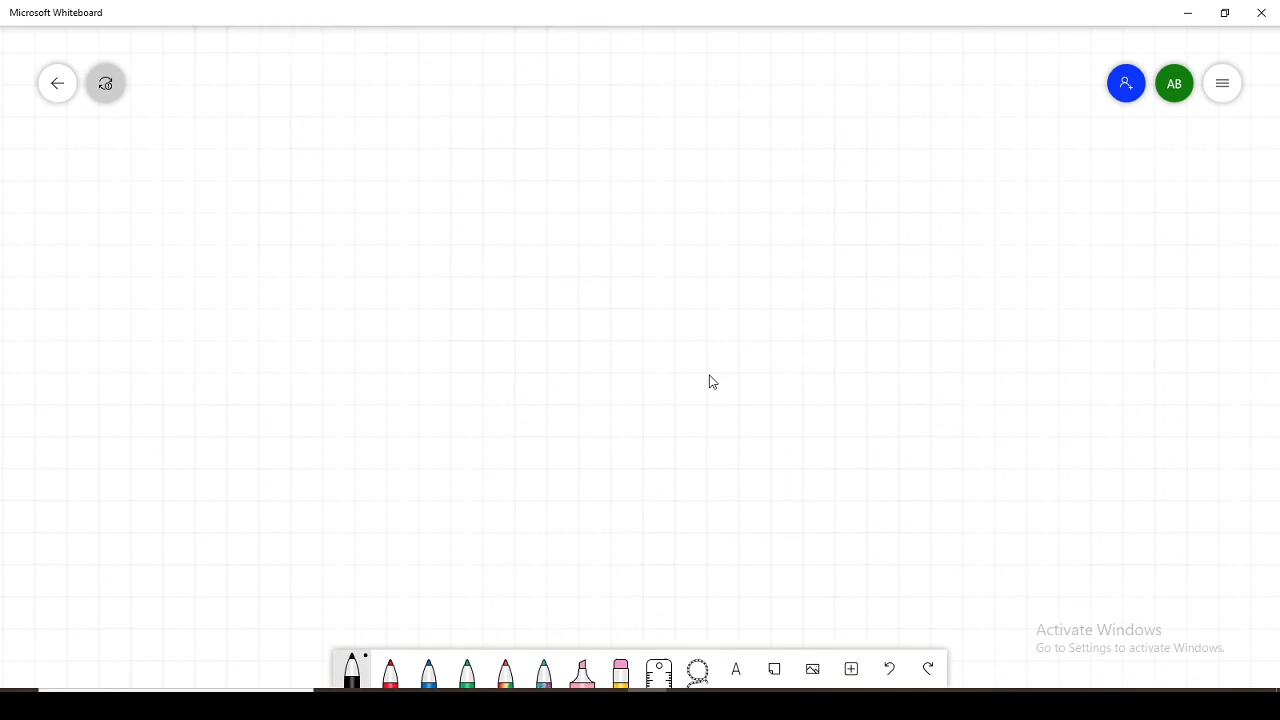 Microsoft Whiteboard
AB
A
Activate Windows
Go to Settings to activate Windows.